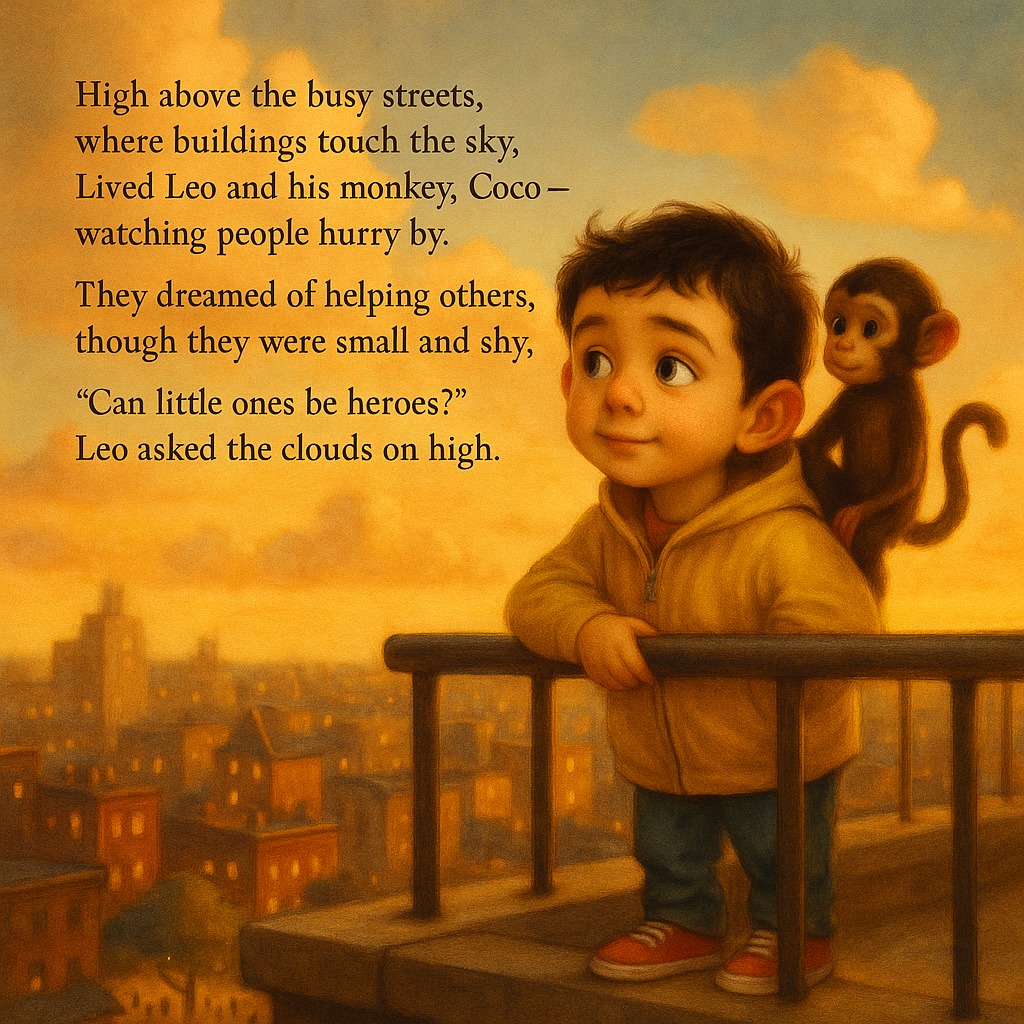 High above the busy streets,
where buildings touch the sky,
Lived Leo and his monkey, Coco—
watching people hurry by.
They dreamed of helping others,
though they were small and shy,
“Can little ones be heroes?”
Leo asked the clouds on high.